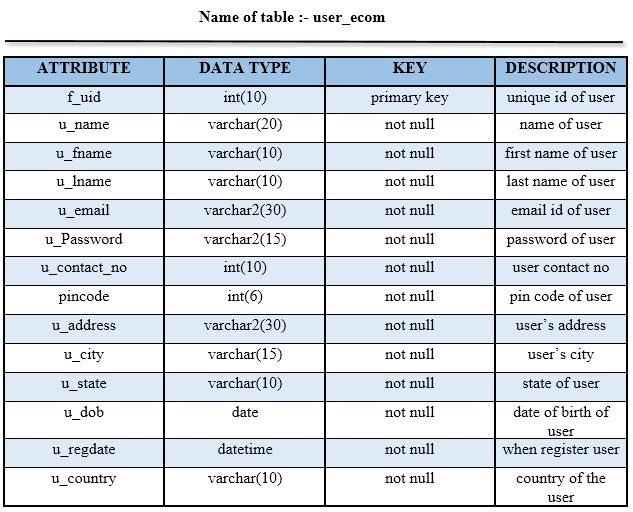 Name of table :- user_ecom
ATTRIBUTE DATA TYPE KEY DESCRIPTION
f_uid int(10) primary key unique id of user
u_name varchar(20) not null name of user
u_fname varchar(10) not null first name of user
u_lname varchar(10) not null last name of user
u_email varchar2(30) not null email id of user
u_Password varchar2(15) not null password of user
u_contact_no int(10) not null user contact no
pincode int(6) not null pin code of user
u_address varchar2(30) not null user’s address
u_city varchar(15) not null user’s city
u_state varchar(10) not null state of user
u_dob date not null date of birth of
user
u_regdate datetime not null when register user
u_country varchar(10) not null country of the
user